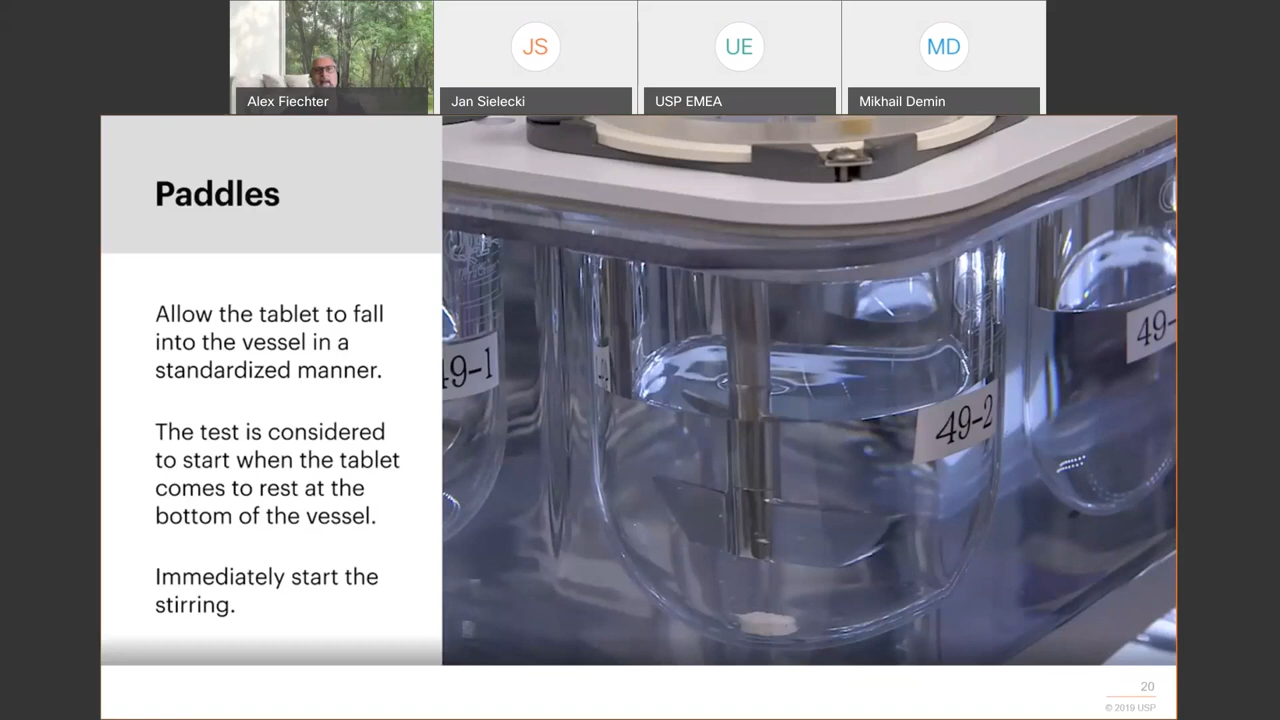 JS
UE
MD
Alex Fiechter
Jan Sielecki
USP EMEA
Mikhail Demin
Paddles
Allow the tablet to fall
into the vessel in a
standardized manner.
The test is considered
to start when the tablet
comes to rest at the
bottom of the vessel.
Immediately start the
stirring.
49-1
49-2
49-
20
© 2019 USP